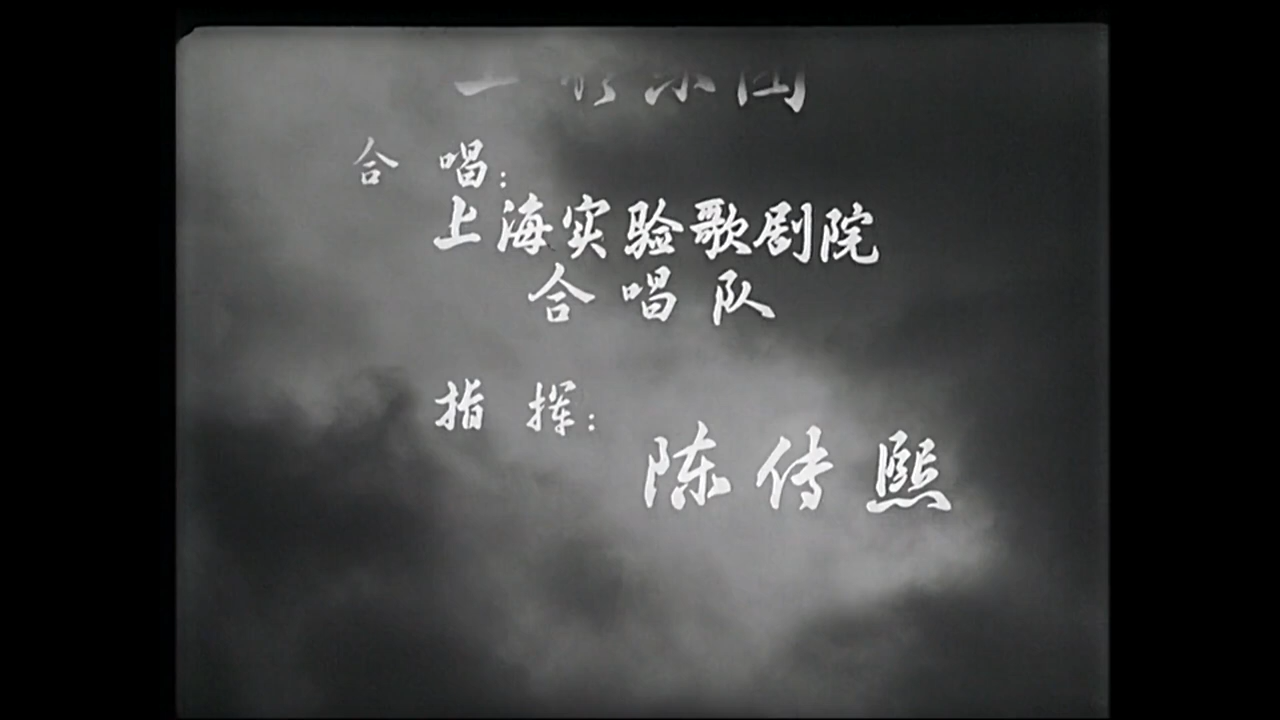 合 唱:
上海实验歌剧院
合 唱 队
指 挥:
陈 传 熙